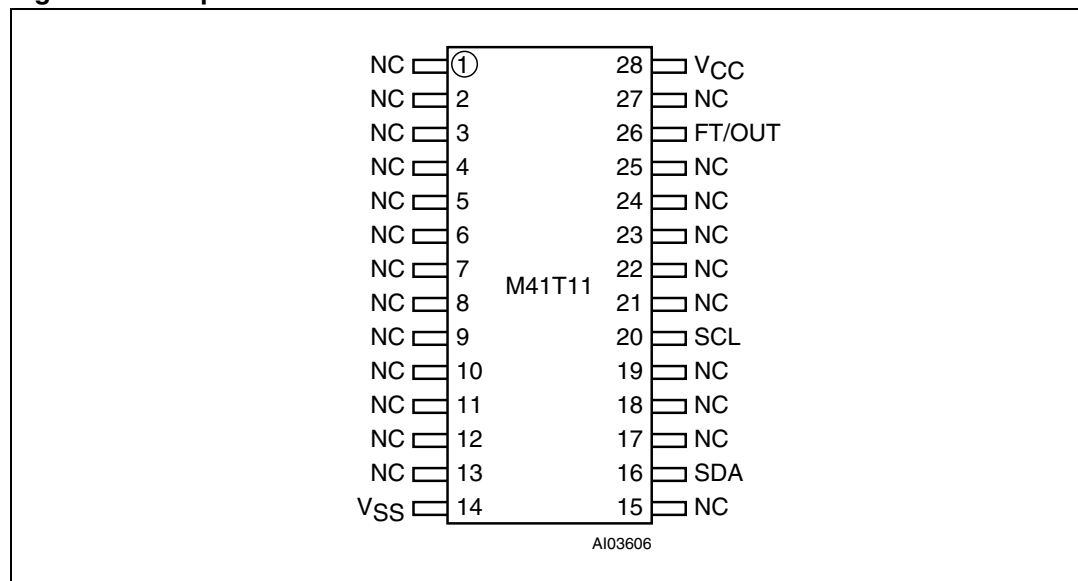 NC 1 28 VCC
NC 2 27 NC
NC 3 26 FT/OUT
NC 4 25 NC
NC 5 24 NC
NC 6 23 NC
NC 7 22 NC
M41T11
NC 8 21 NC
NC 9 20 SCL
NC 10 19 NC
NC 11 18 NC
NC 12 17 NC
NC 13 16 SDA
VSS 14 15 NC
AI03606